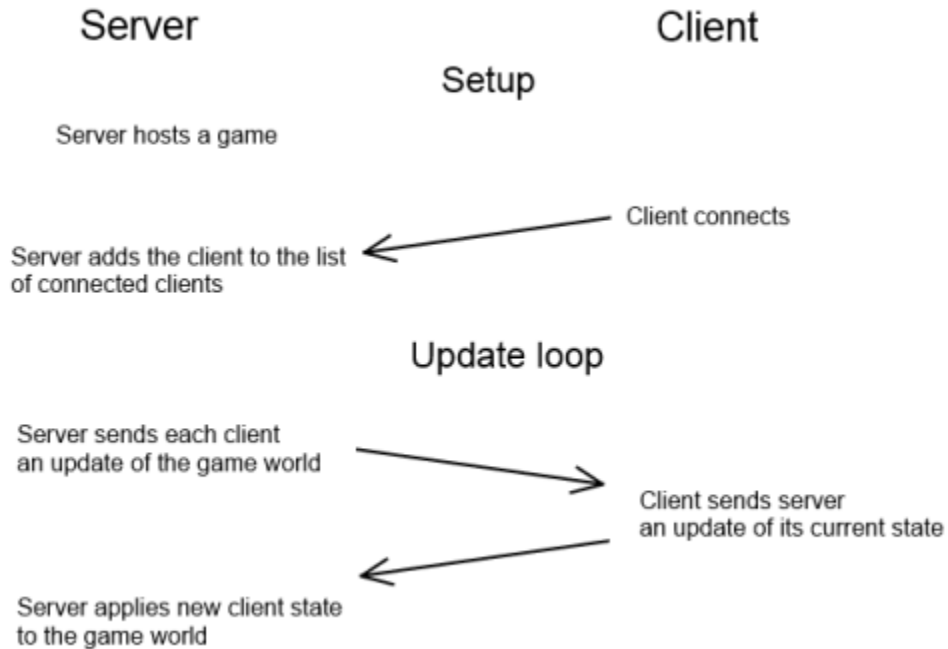 Server
Client
Setup
Server hosts a game
Client connects
Server adds the client to the list
of connected clients
Update loop
Server sends each client
an update of the game world
Client sends server
an update of its current state
Server applies new client state
to the game world